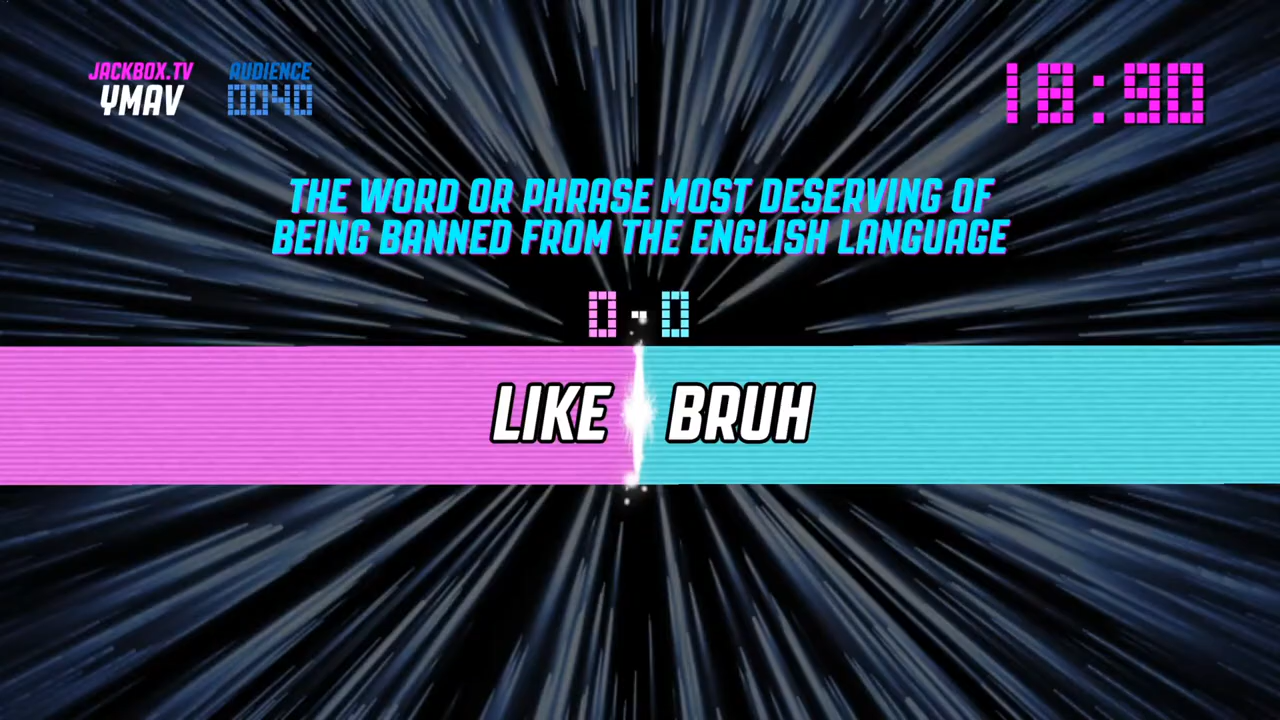 JACKBOX.TV
YMAV
AUDIENCE
0040
18:90
THE WORD OR PHRASE MOST DESERVING OF
BEING BANNED FROM THE ENGLISH LANGUAGE
0-0
LIKE
BRUH